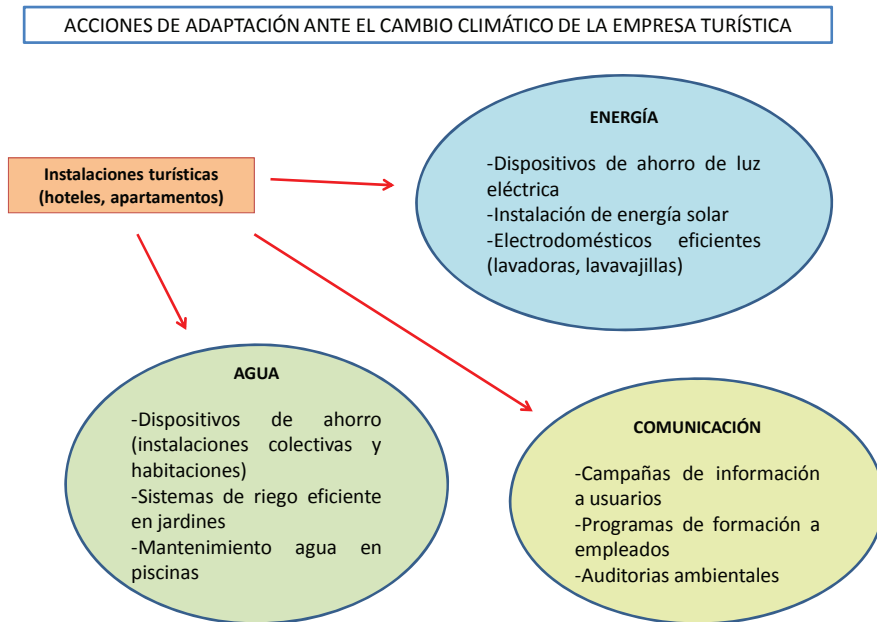 ACCIONES DE ADAPTACIÓN ANTE EL CAMBIO CLIMÁTICO DE LA EMPRESA TURÍSTICA
Instalaciones turísticas
(hoteles, apartamentos)
ENERGÍA
-Dispositivos de ahorro de luz
eléctrica
-Instalación de energía solar
-Electrodomésticos eficientes
(lavadoras, lavavajillas)
AGUA
-Dispositivos de ahorro
(instalaciones colectivas y
habitaciones)
-Sistemas de riego eficiente
en jardines
-Mantenimiento agua en
piscinas
COMUNICACIÓN
-Campañas de información
a usuarios
-Programas de formación a
empleados
-Auditorias ambientales